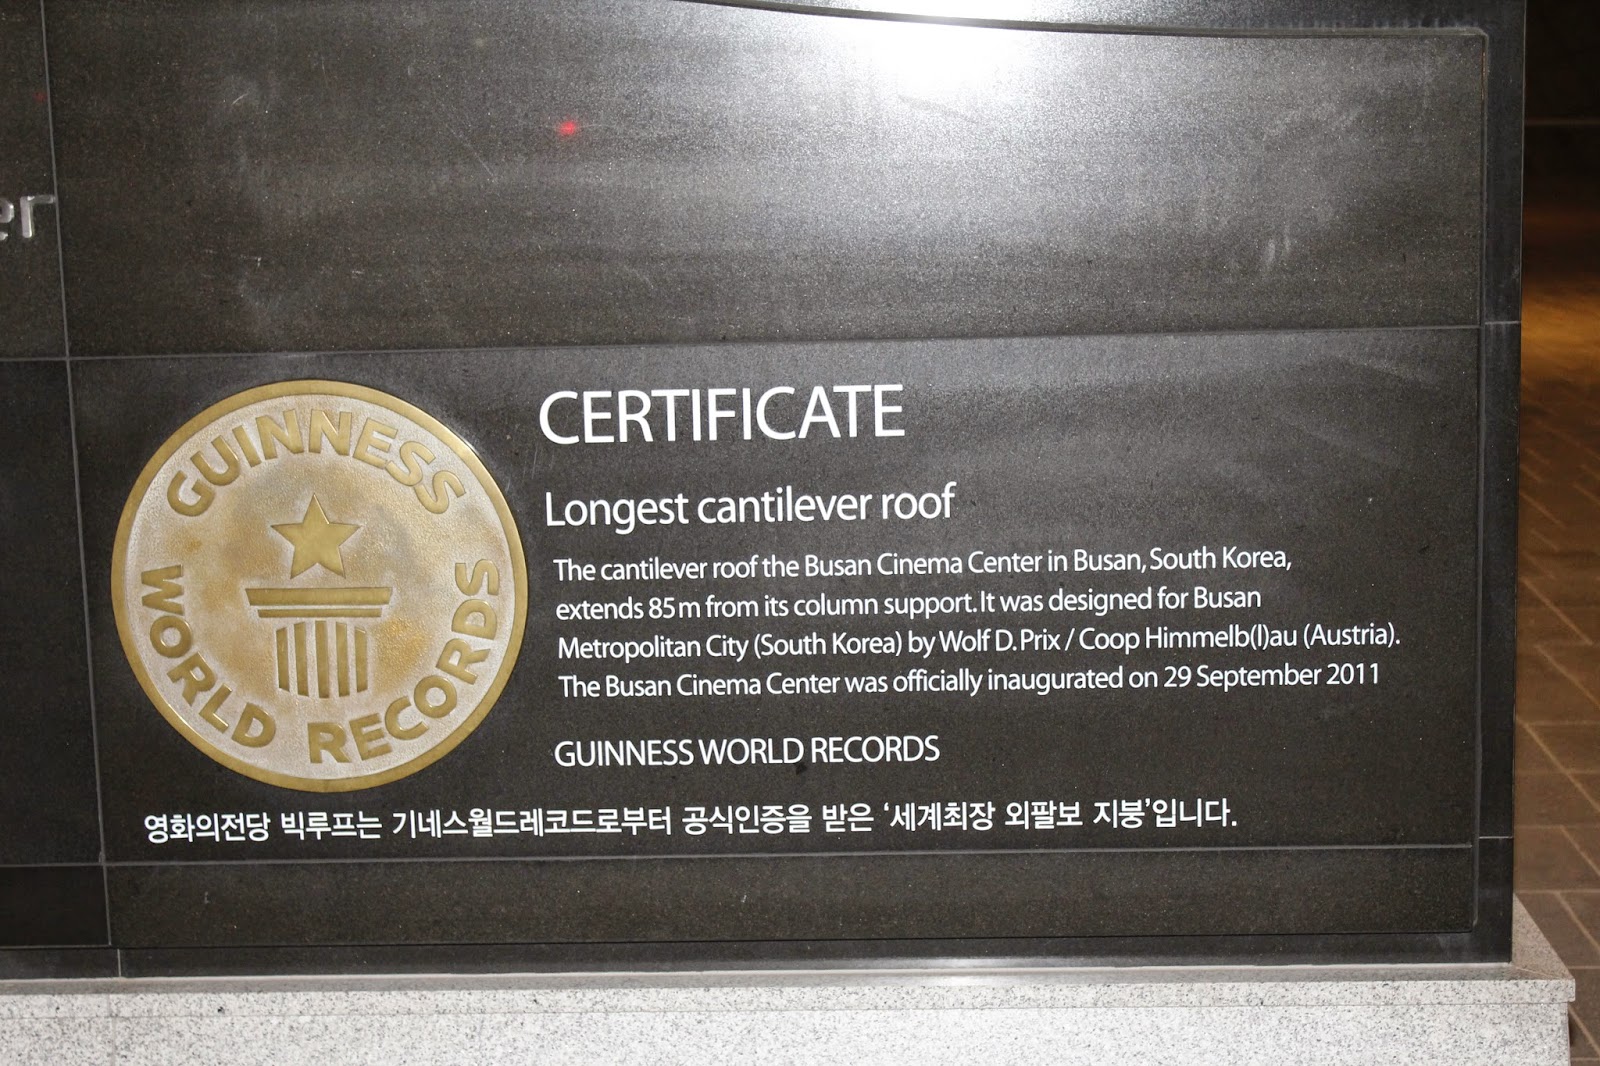 er
GUINNESS
WORLD RECORDS
CERTIFICATE
Longest cantilever roof
The cantilever roof the Busan Cinema Center in Busan, South Korea,
extends 85m from its column support. It was designed for Busan
Metropolitan City (South Korea) by Wolf D. Prix / Coop Himmelb(l)au (Austria).
The Busan Cinema Center was officially inaugurated on 29 September 2011
GUINNESS WORLD RECORDS
영화의전당 빅루프는 기네스월드레코드로부터 공식인증을 받은 ‘세계최장 외팔보 지붕’입니다.